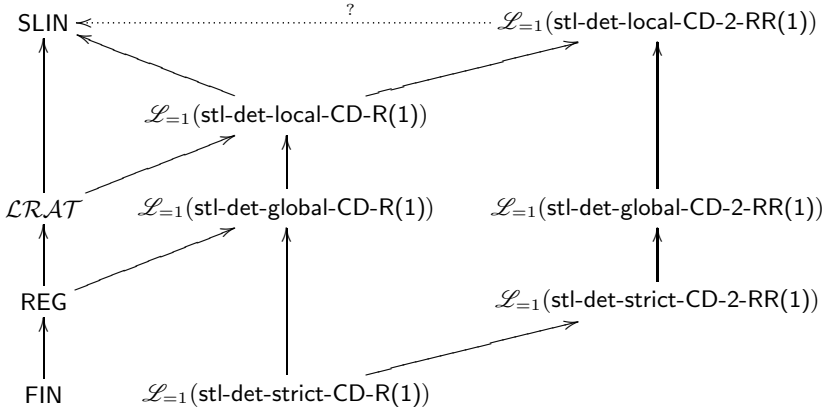 ?
SLIN
ℒ=1(stl-det-local-CD-2-RR(1))
ℒ=1(stl-det-local-CD-R(1))
ℒℛ𝒜𝒯
ℒ=1(stl-det-global-CD-R(1))
ℒ=1(stl-det-global-CD-2-RR(1))
REG
ℒ=1(stl-det-strict-CD-2-RR(1))
FIN
ℒ=1(stl-det-strict-CD-R(1))